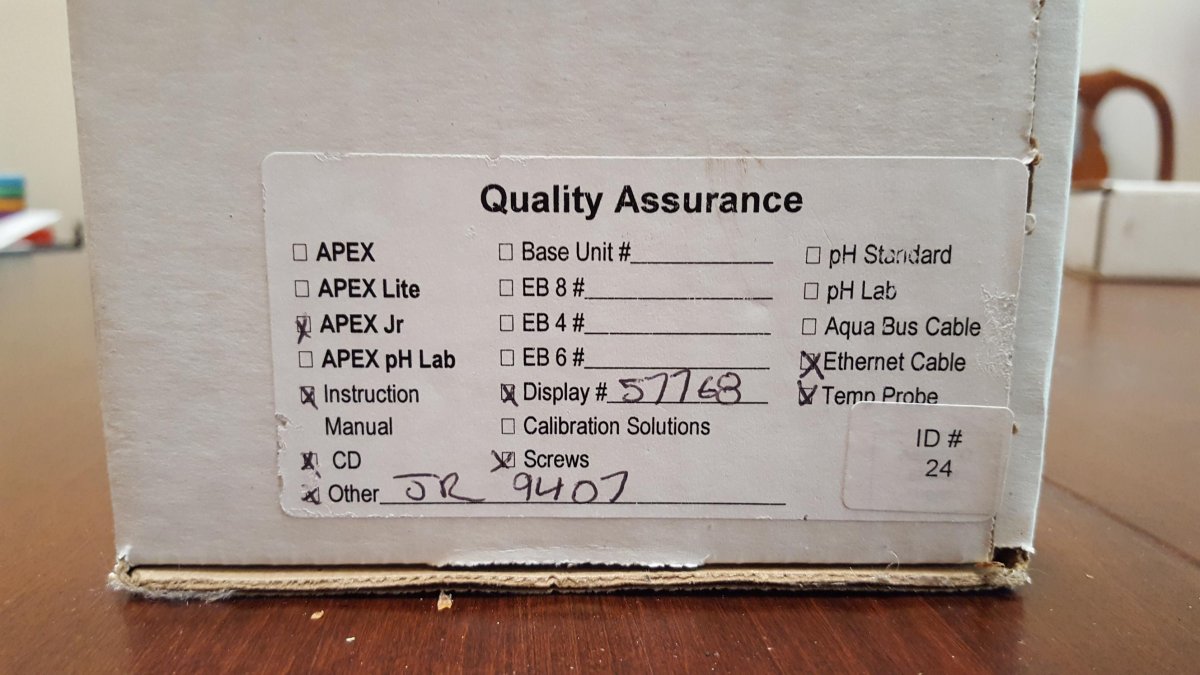 Quality Assurance
APEX Base Unit # pH Standard
APEX Lite EB 8 # pH Lab
APEX Jr EB 4 # Aqua Bus Cable
APEX pH Lab EB 6 # Ethernet Cable
Instruction Display # 57768 Temp Probe
Manual Calibration Solutions
CD Screws
Other JR 9407
ID #
24